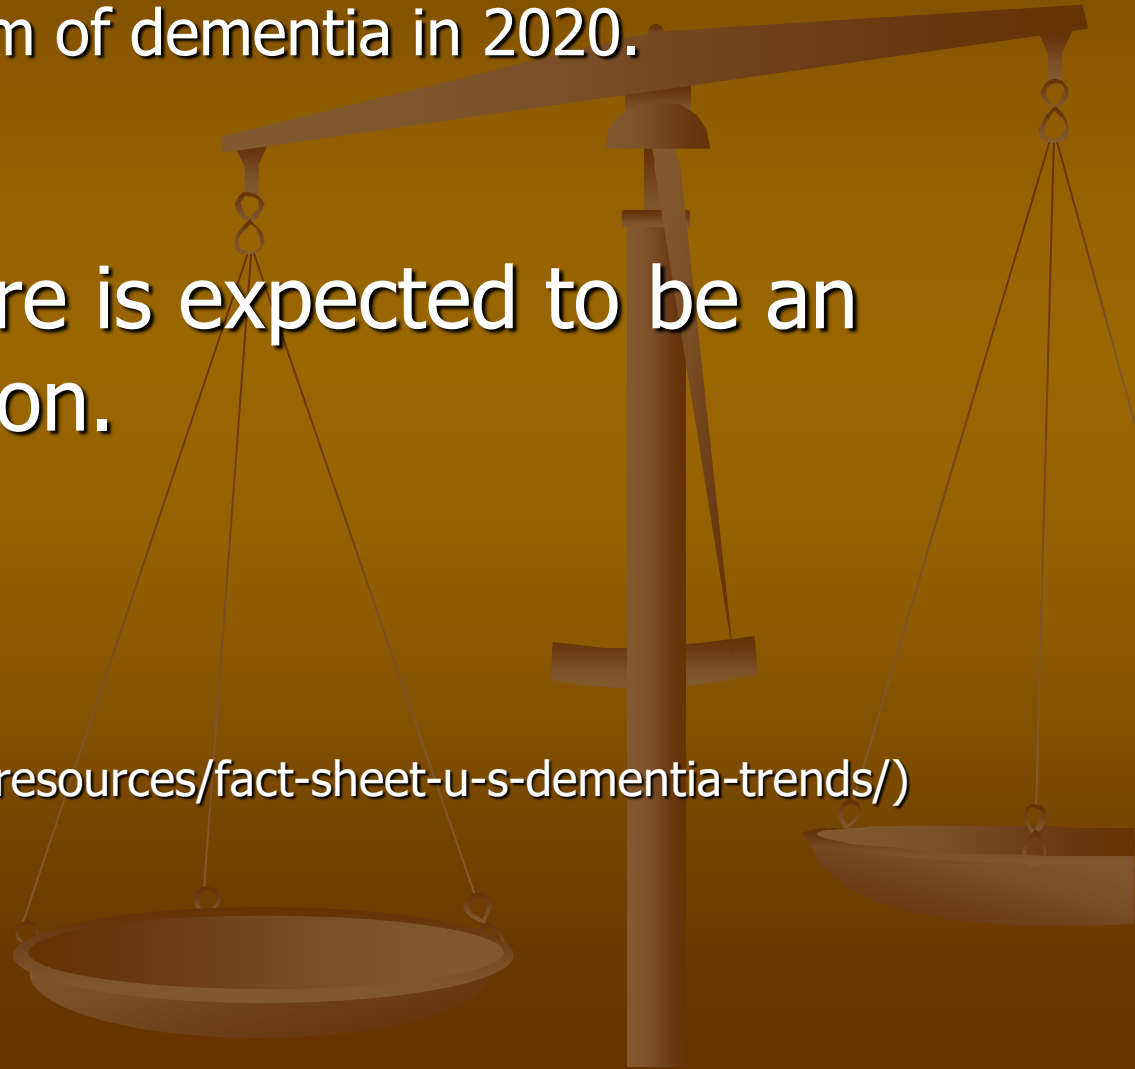 m of dementia in 2020.
re is expected to be an
on.
resources/fact-sheet-u-s-dementia-trends/)